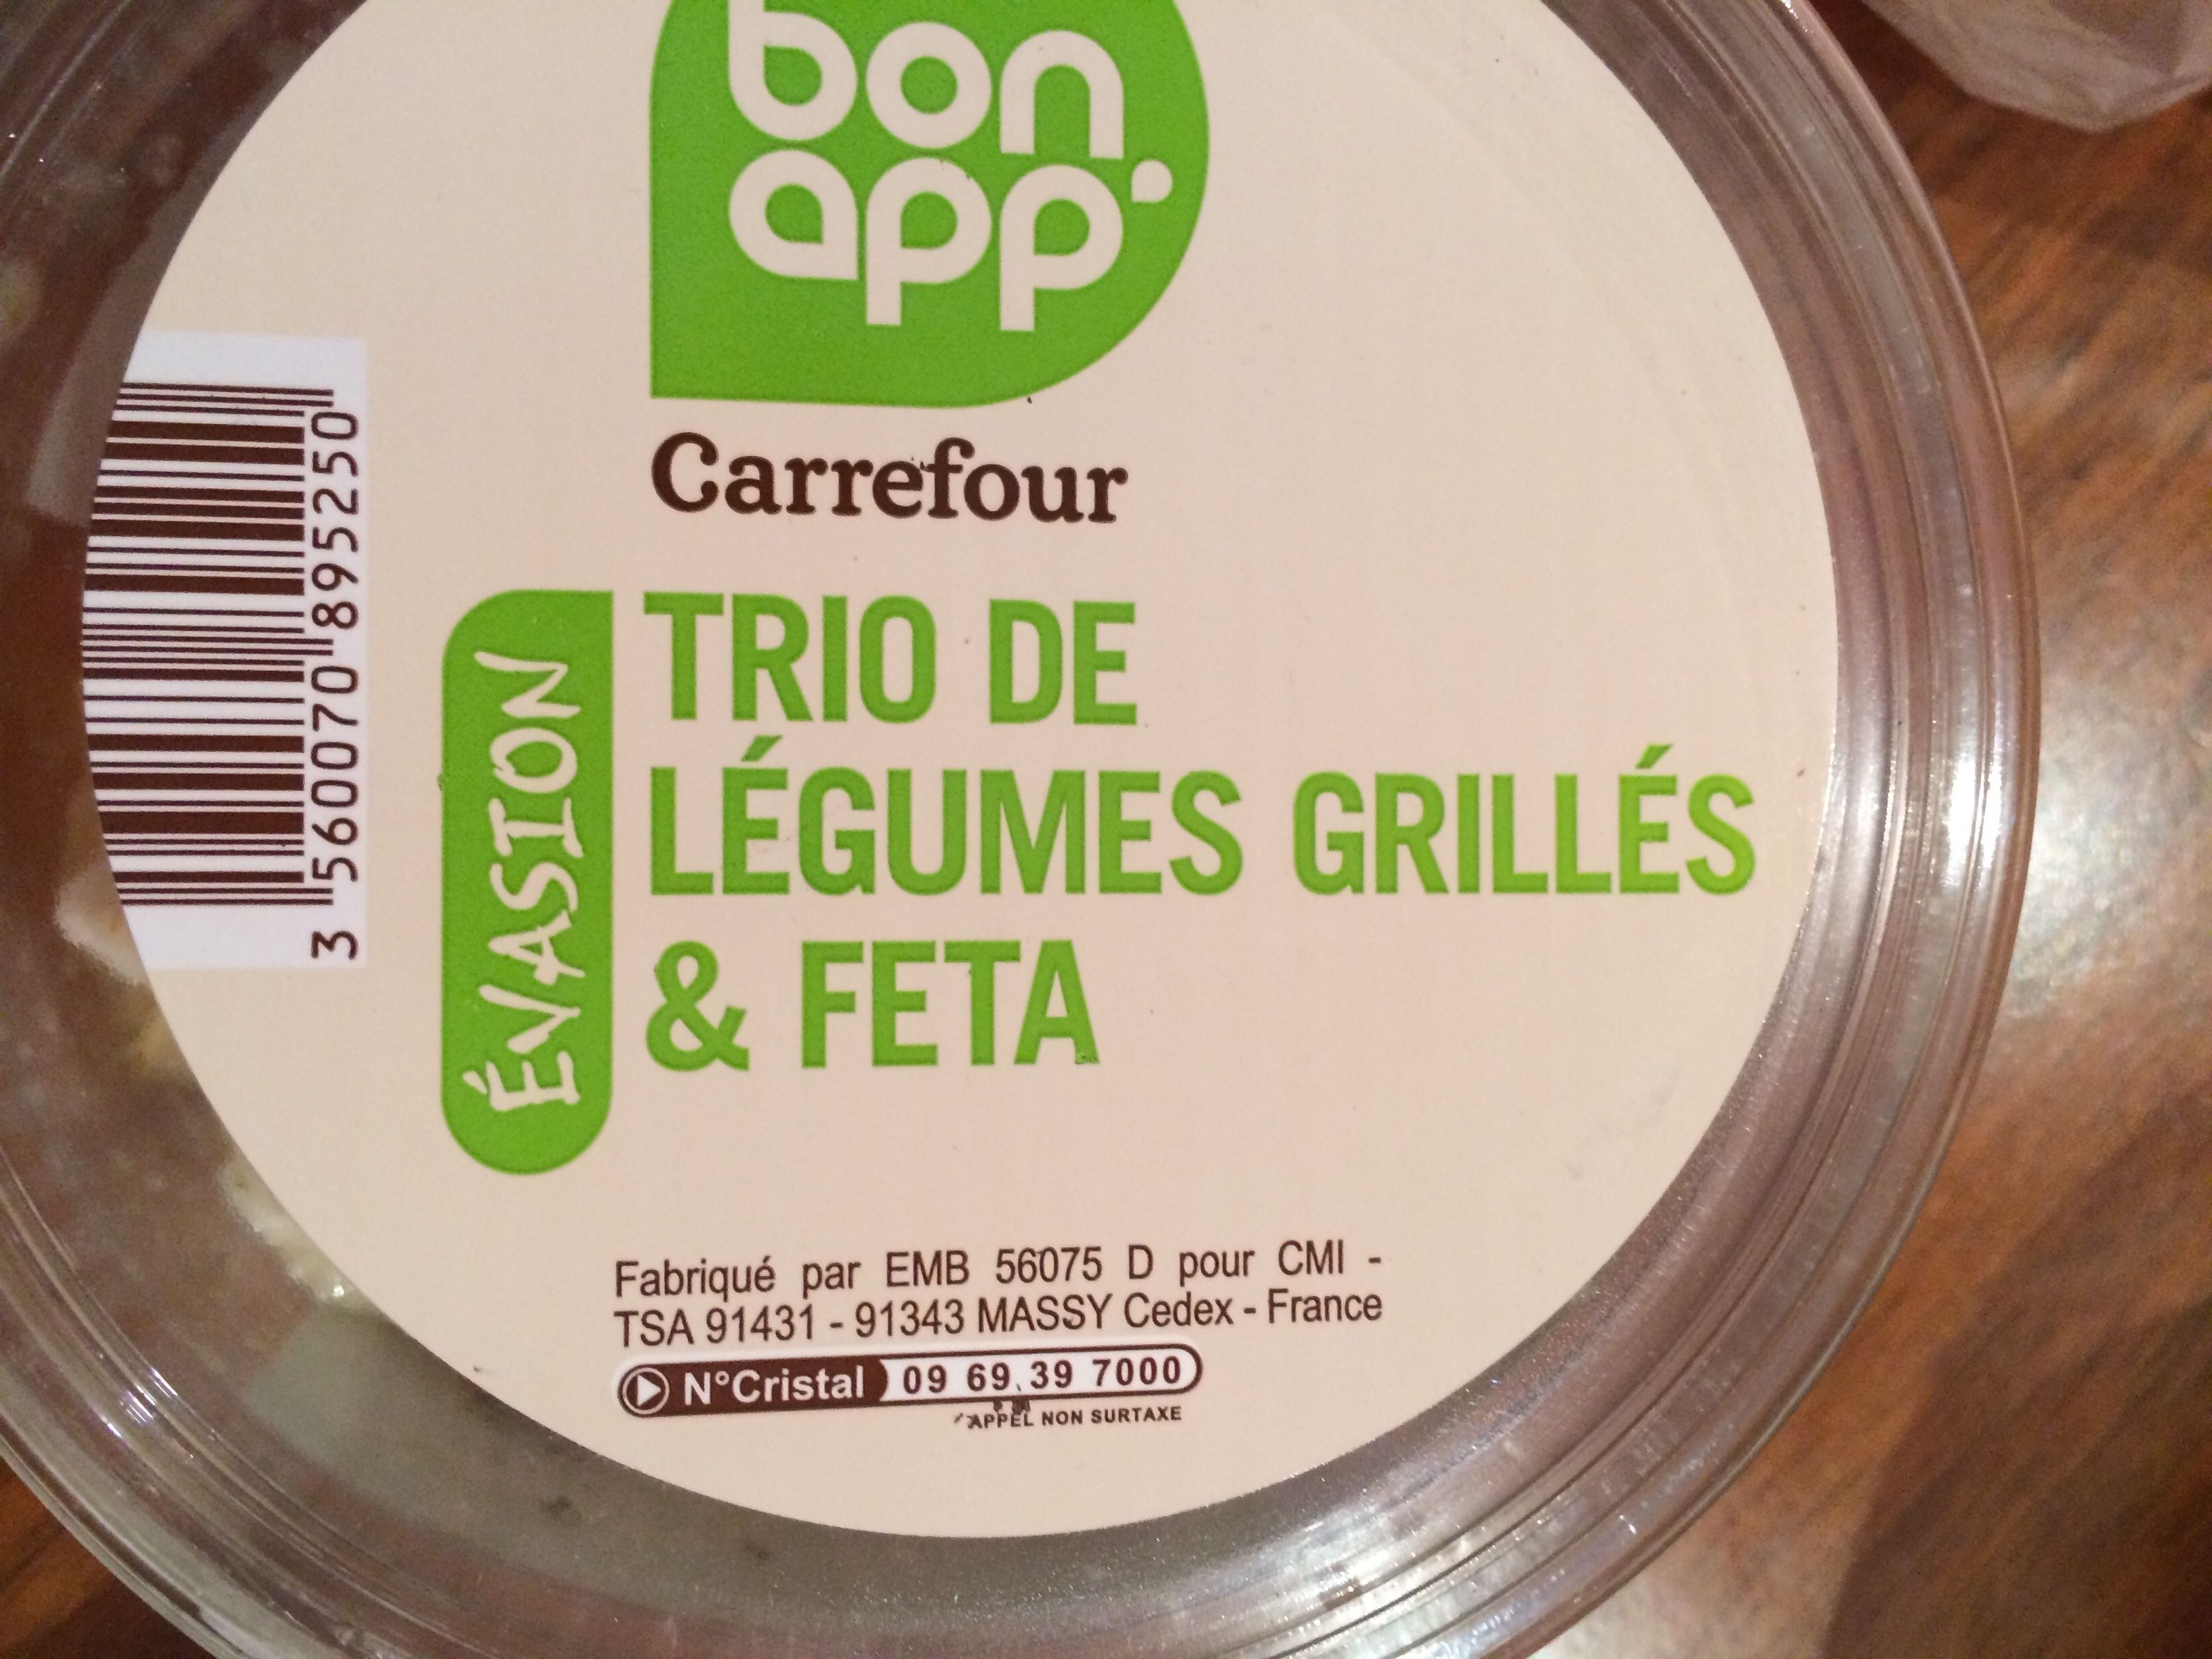 bon
app'
Carrefour
ÉVASION
TRIO DE
LÉGUMES GRILLÉS
& FETA
3 560070 895250
Fabriqué par EMB 56075 D pour CMI -
TSA 91431 - 91343 MASSY Cedex - France
N°Cristal 09 69 39 7000
APPEL NON SURTAXE